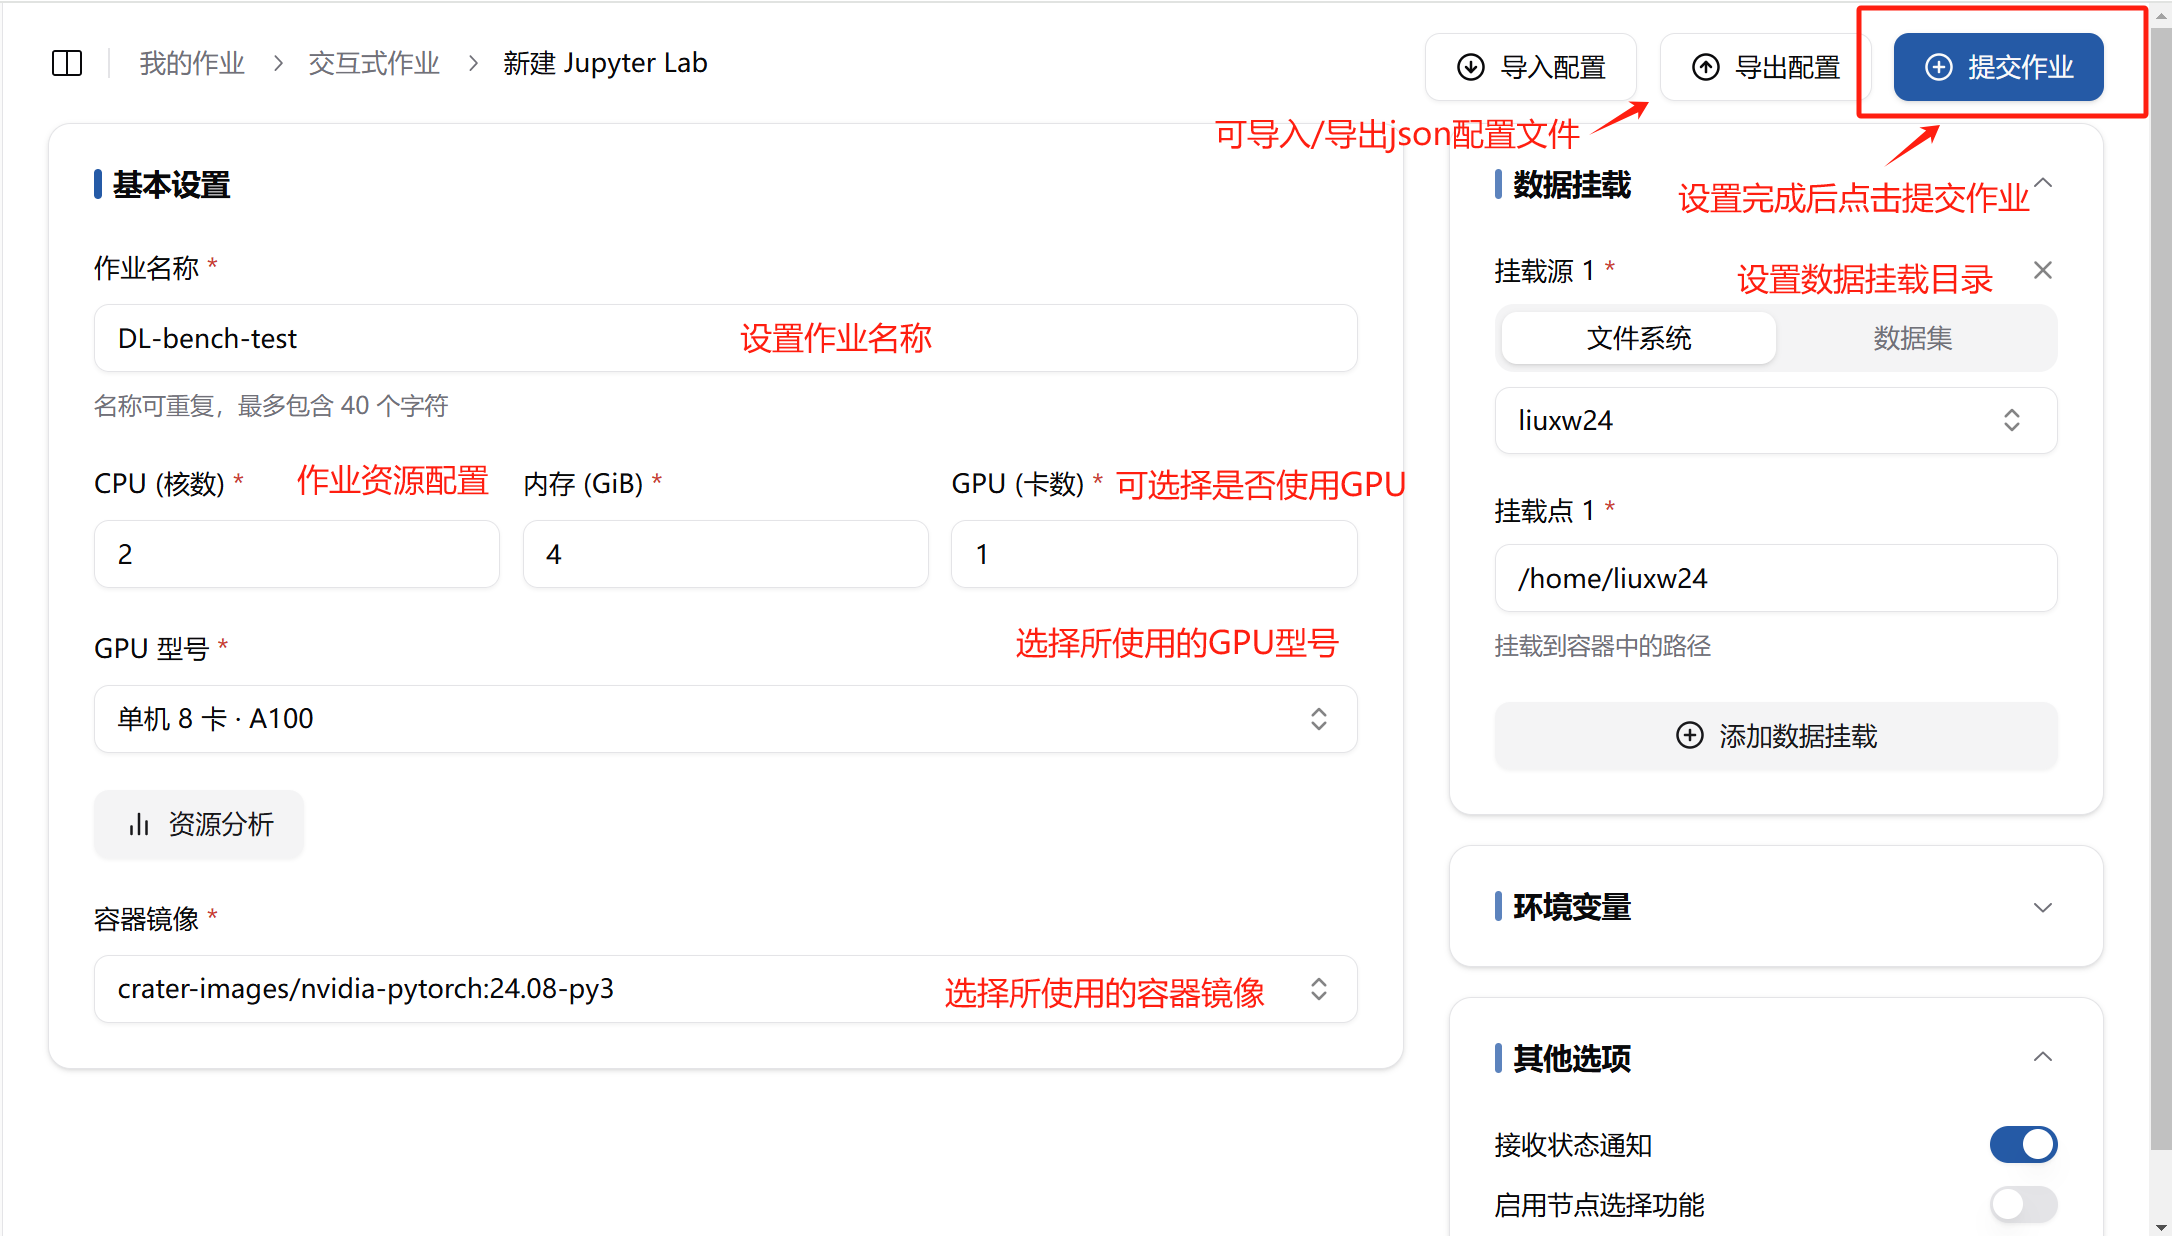 我的作业 > 交互式作业 > 新建 Jupyter Lab
导入配置
导出配置
提交作业
可导入/导出json配置文件
设置完成后点击提交作业
基本设置
作业名称 *
DL-bench-test
设置作业名称
名称可重复，最多包含 40 个字符
CPU (核数) *
作业资源配置
内存 (GiB) *
GPU (卡数) *
可选择是否使用GPU
2
4
1
GPU 型号 *
选择所使用的GPU型号
单机 8 卡 · A100
资源分析
容器镜像 *
crater-images/nvidia-pytorch:24.08-py3
选择所使用的容器镜像
数据挂载
挂载源 1 *
设置数据挂载目录
文件系统
数据集
liuxw24
挂载点 1 *
/home/liuxw24
挂载到容器中的路径
添加数据挂载
环境变量
其他选项
接收状态通知
启用节点选择功能